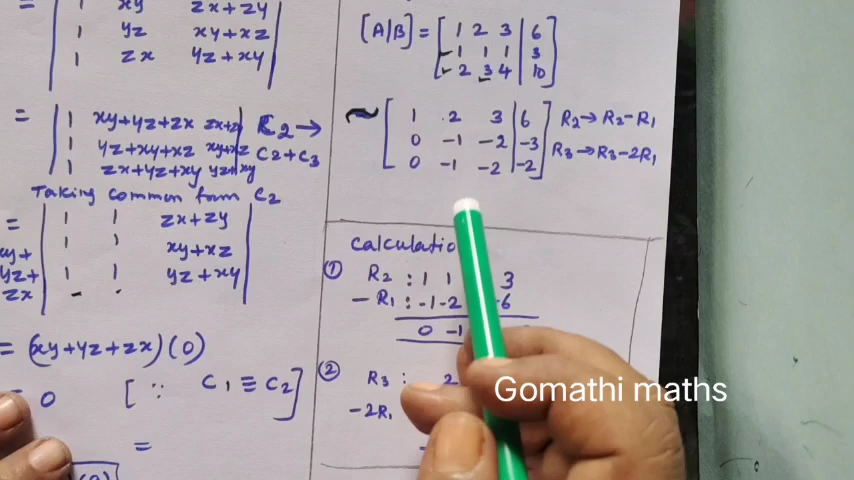 = | 1 xy zx+zy |
| 1 yz xy+xz |
| 1 zx yz+xy |
= | 1 xy+yz+zx zx+z | C2 →
| 1 yz+xy+xz xy+xz | C2+C3
| 1 zx+yz+xy yz+xy |
Taking common form C2
= | 1 1 zx+zy |
xy+ | 1 1 xy+xz |
yz+ | 1 1 yz+xy |
zx
= (xy+yz+zx)(0)
= 0 [∵ C1 ≡ C2]
=
[A|B] = [ 1 2 3 | 6 ]
[ 1 1 1 | 3 ]
[ 2 3 4 | 10 ]
~ [ 1 2 3 | 6 ] R2 → R2-R1
[ 0 -1 -2 | -3 ] R3 → R3-2R1
[ 0 -1 -2 | -2 ]
Calculatio
① R2 : 1 1 3
-R1 : -1 -2 -6
0 -1
② R3 : 2
-2R1
Gomathi maths